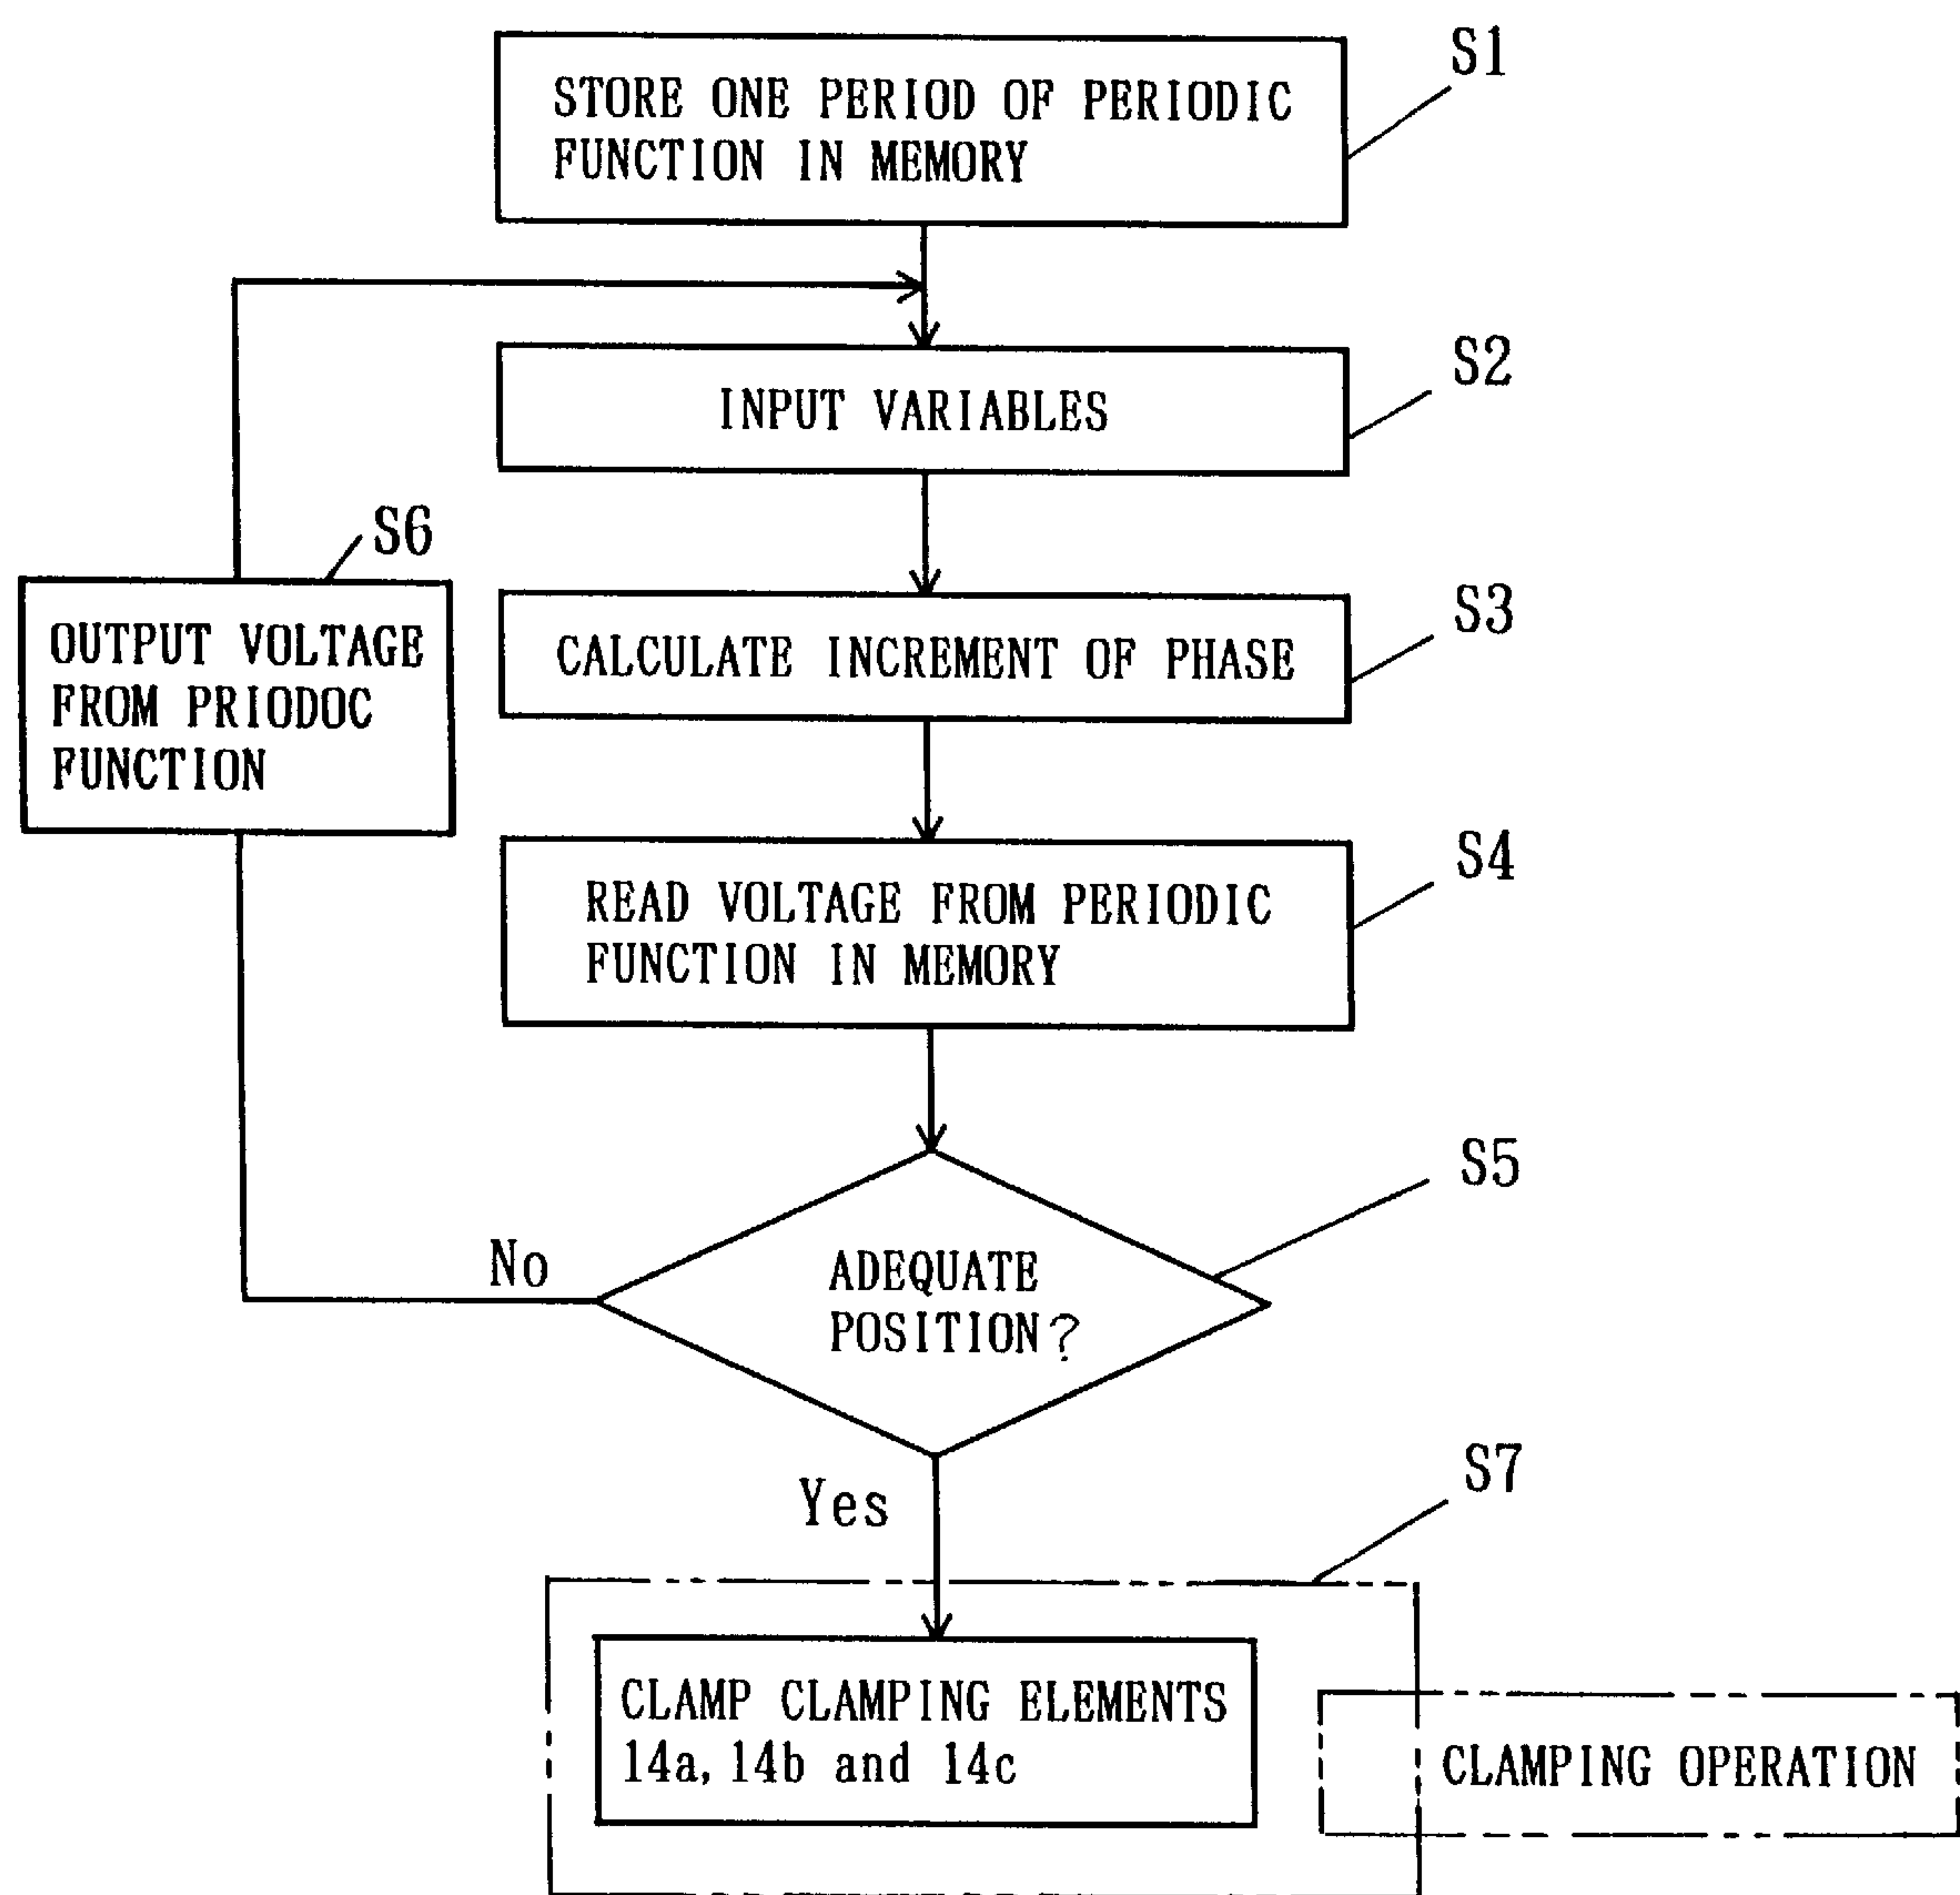 STORE ONE PERIOD OF PERIODIC
FUNCTION IN MEMORY
S1
INPUT VARIABLES
S2
S6
OUTPUT VOLTAGE
FROM PRIODOC
FUNCTION
CALCULATE INCREMENT OF PHASE
S3
READ VOLTAGE FROM PERIODIC
FUNCTION IN MEMORY
S4
S5
No
ADEQUATE
POSITION?
Yes
S7
CLAMP CLAMPING ELEMENTS
14a, 14b and 14c
CLAMPING OPERATION